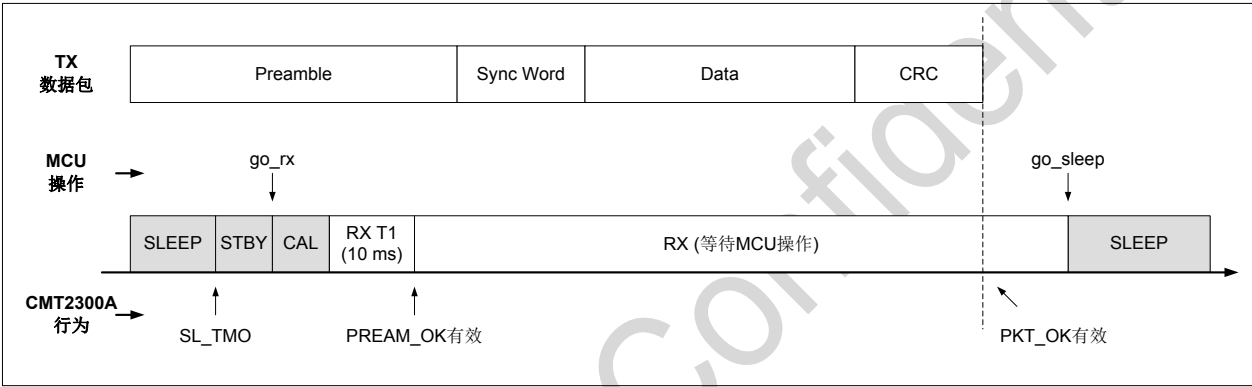 TX
数据包
Preamble
Sync Word
Data
CRC
MCU
操作
go_rx
go_sleep
SLEEP
STBY
CAL
RX T1
(10 ms)
RX (等待MCU操作)
SLEEP
CMT2300A
行为
SL_TMO
PREAM_OK有效
PKT_OK有效
Confident